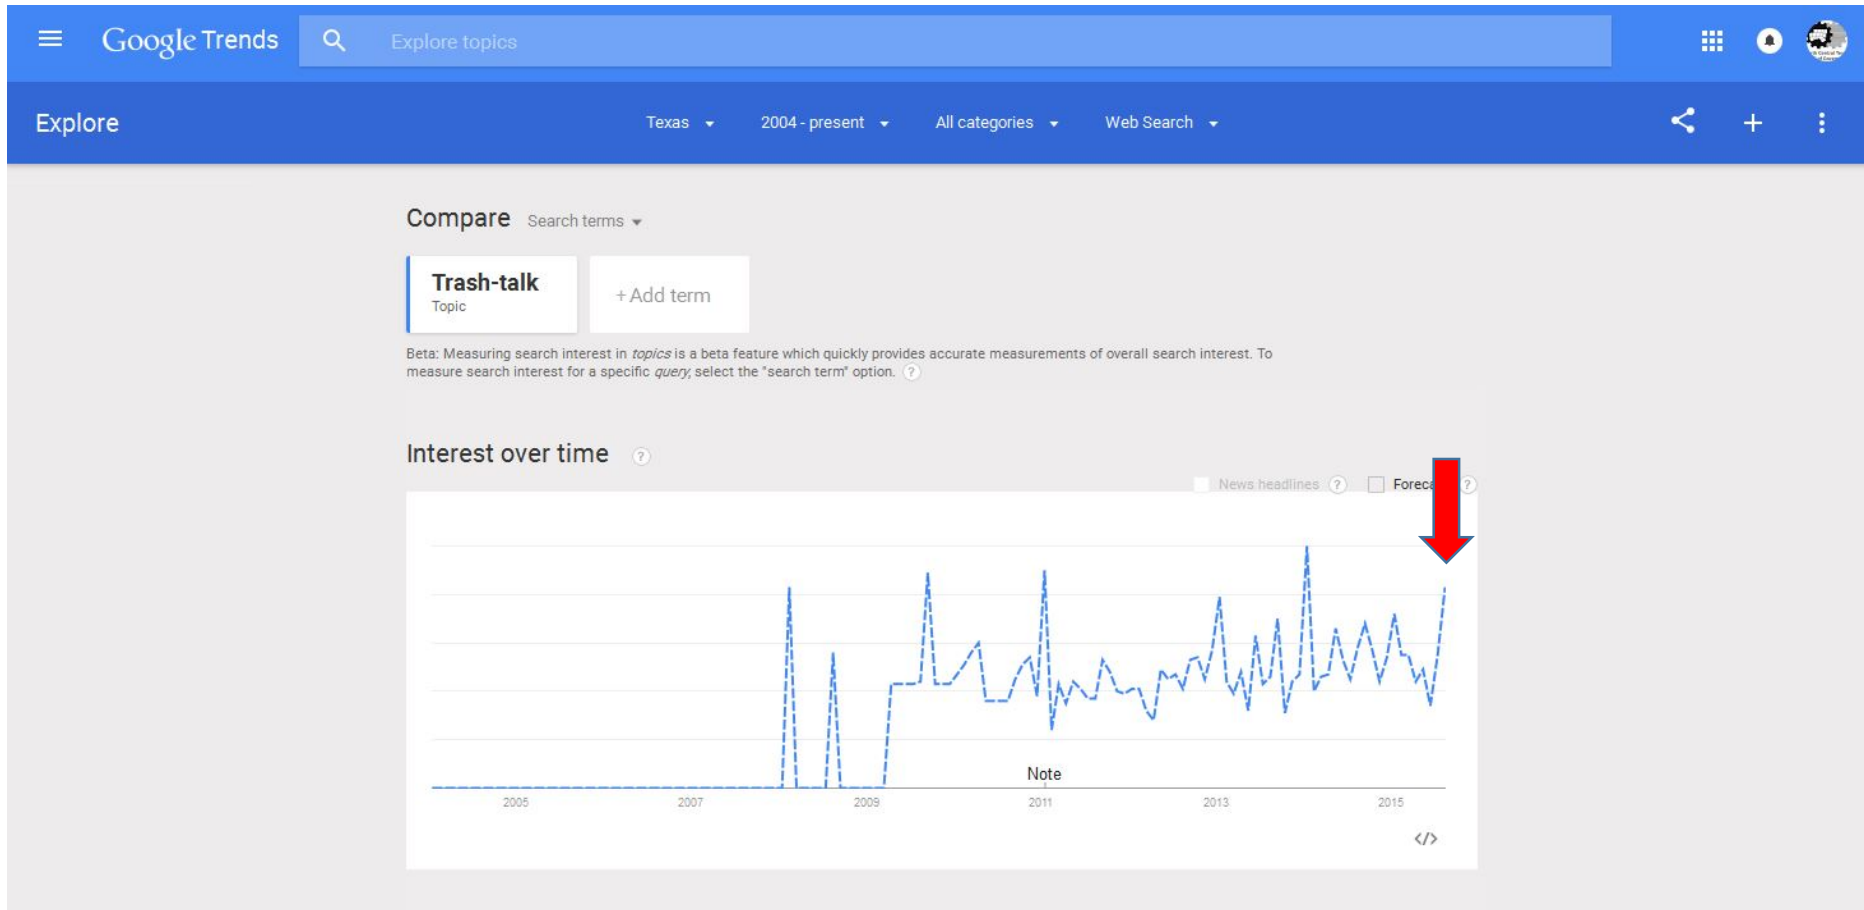 Google Trends
Explore topics
Explore
Texas
2004 - present
All categories
Web Search
Compare Search terms
Trash-talk
Topic
+ Add term
Beta: Measuring search interest in topics is a beta feature which quickly provides accurate measurements of overall search interest. To
measure search interest for a specific query, select the "search term" option. ?
Interest over time ?
News headlines ? ?
Note
2005 2007 2009 2011 2013 2015
</>